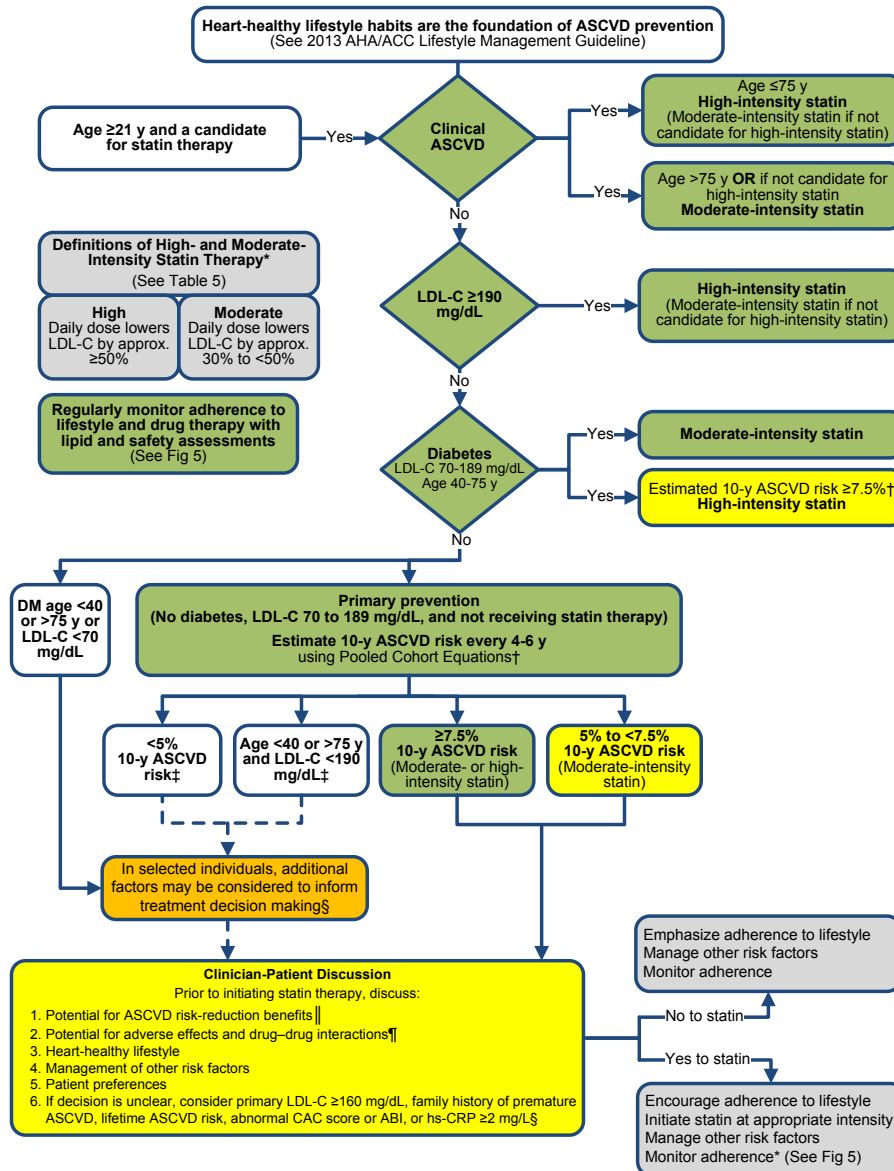 Heart-healthy lifestyle habits are the foundation of ASCVD prevention
(See 2013 AHA/ACC Lifestyle Management Guideline)
Age ≥21 y and a candidate
for statin therapy
Yes
Clinical
ASCVD
Yes
Age ≤75 y
High-intensity statin
(Moderate-intensity statin if not
candidate for high-intensity statin)
Yes
Age >75 y OR if not candidate for
high-intensity statin
Moderate-intensity statin
No
Definitions of High- and Moderate-
Intensity Statin Therapy*
(See Table 5)
High
Daily dose lowers
LDL-C by approx.
≥50%
Moderate
Daily dose lowers
LDL-C by approx.
30% to <50%
LDL-C ≥190
mg/dL
Yes
High-intensity statin
(Moderate-intensity statin if not
candidate for high-intensity statin)
No
Regularly monitor adherence to
lifestyle and drug therapy with
lipid and safety assessments
(See Fig 5)
Diabetes
LDL-C 70-189 mg/dL
Age 40-75 y
Yes
Moderate-intensity statin
Yes
Estimated 10-y ASCVD risk ≥7.5%†
High-intensity statin
No
DM age <40
or >75 y or
LDL-C <70
mg/dL
Primary prevention
(No diabetes, LDL-C 70 to 189 mg/dL, and not receiving statin therapy)
Estimate 10-y ASCVD risk every 4-6 y
using Pooled Cohort Equations†
<5%
10-y ASCVD
risk‡
Age <40 or >75 y
and LDL-C <190
mg/dL‡
≥7.5%
10-y ASCVD risk
(Moderate- or high-
intensity statin)
5% to <7.5%
10-y ASCVD risk
(Moderate-intensity
statin)
In selected individuals, additional
factors may be considered to inform
treatment decision making§
Clinician-Patient Discussion
Prior to initiating statin therapy, discuss:
1. Potential for ASCVD risk-reduction benefits‖
2. Potential for adverse effects and drug–drug interactions¶
3. Heart-healthy lifestyle
4. Management of other risk factors
5. Patient preferences
6. If decision is unclear, consider primary LDL-C ≥160 mg/dL, family history of premature
ASCVD, lifetime ASCVD risk, abnormal CAC score or ABI, or hs-CRP ≥2 mg/L§
Emphasize adherence to lifestyle
Manage other risk factors
Monitor adherence
No to statin
Yes to statin
Encourage adherence to lifestyle
Initiate statin at appropriate intensity
Manage other risk factors
Monitor adherence* (See Fig 5)